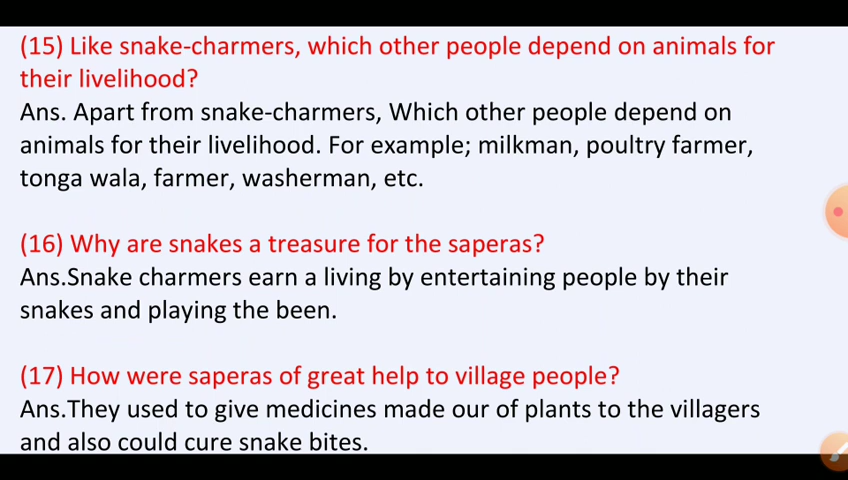 (15) Like snake-charmers, which other people depend on animals for
their livelihood?
Ans. Apart from snake-charmers, Which other people depend on
animals for their livelihood. For example; milkman, poultry farmer,
tonga wala, farmer, washerman, etc.
(16) Why are snakes a treasure for the saperas?
Ans.Snake charmers earn a living by entertaining people by their
snakes and playing the been.
(17) How were saperas of great help to village people?
Ans.They used to give medicines made our of plants to the villagers
and also could cure snake bites.